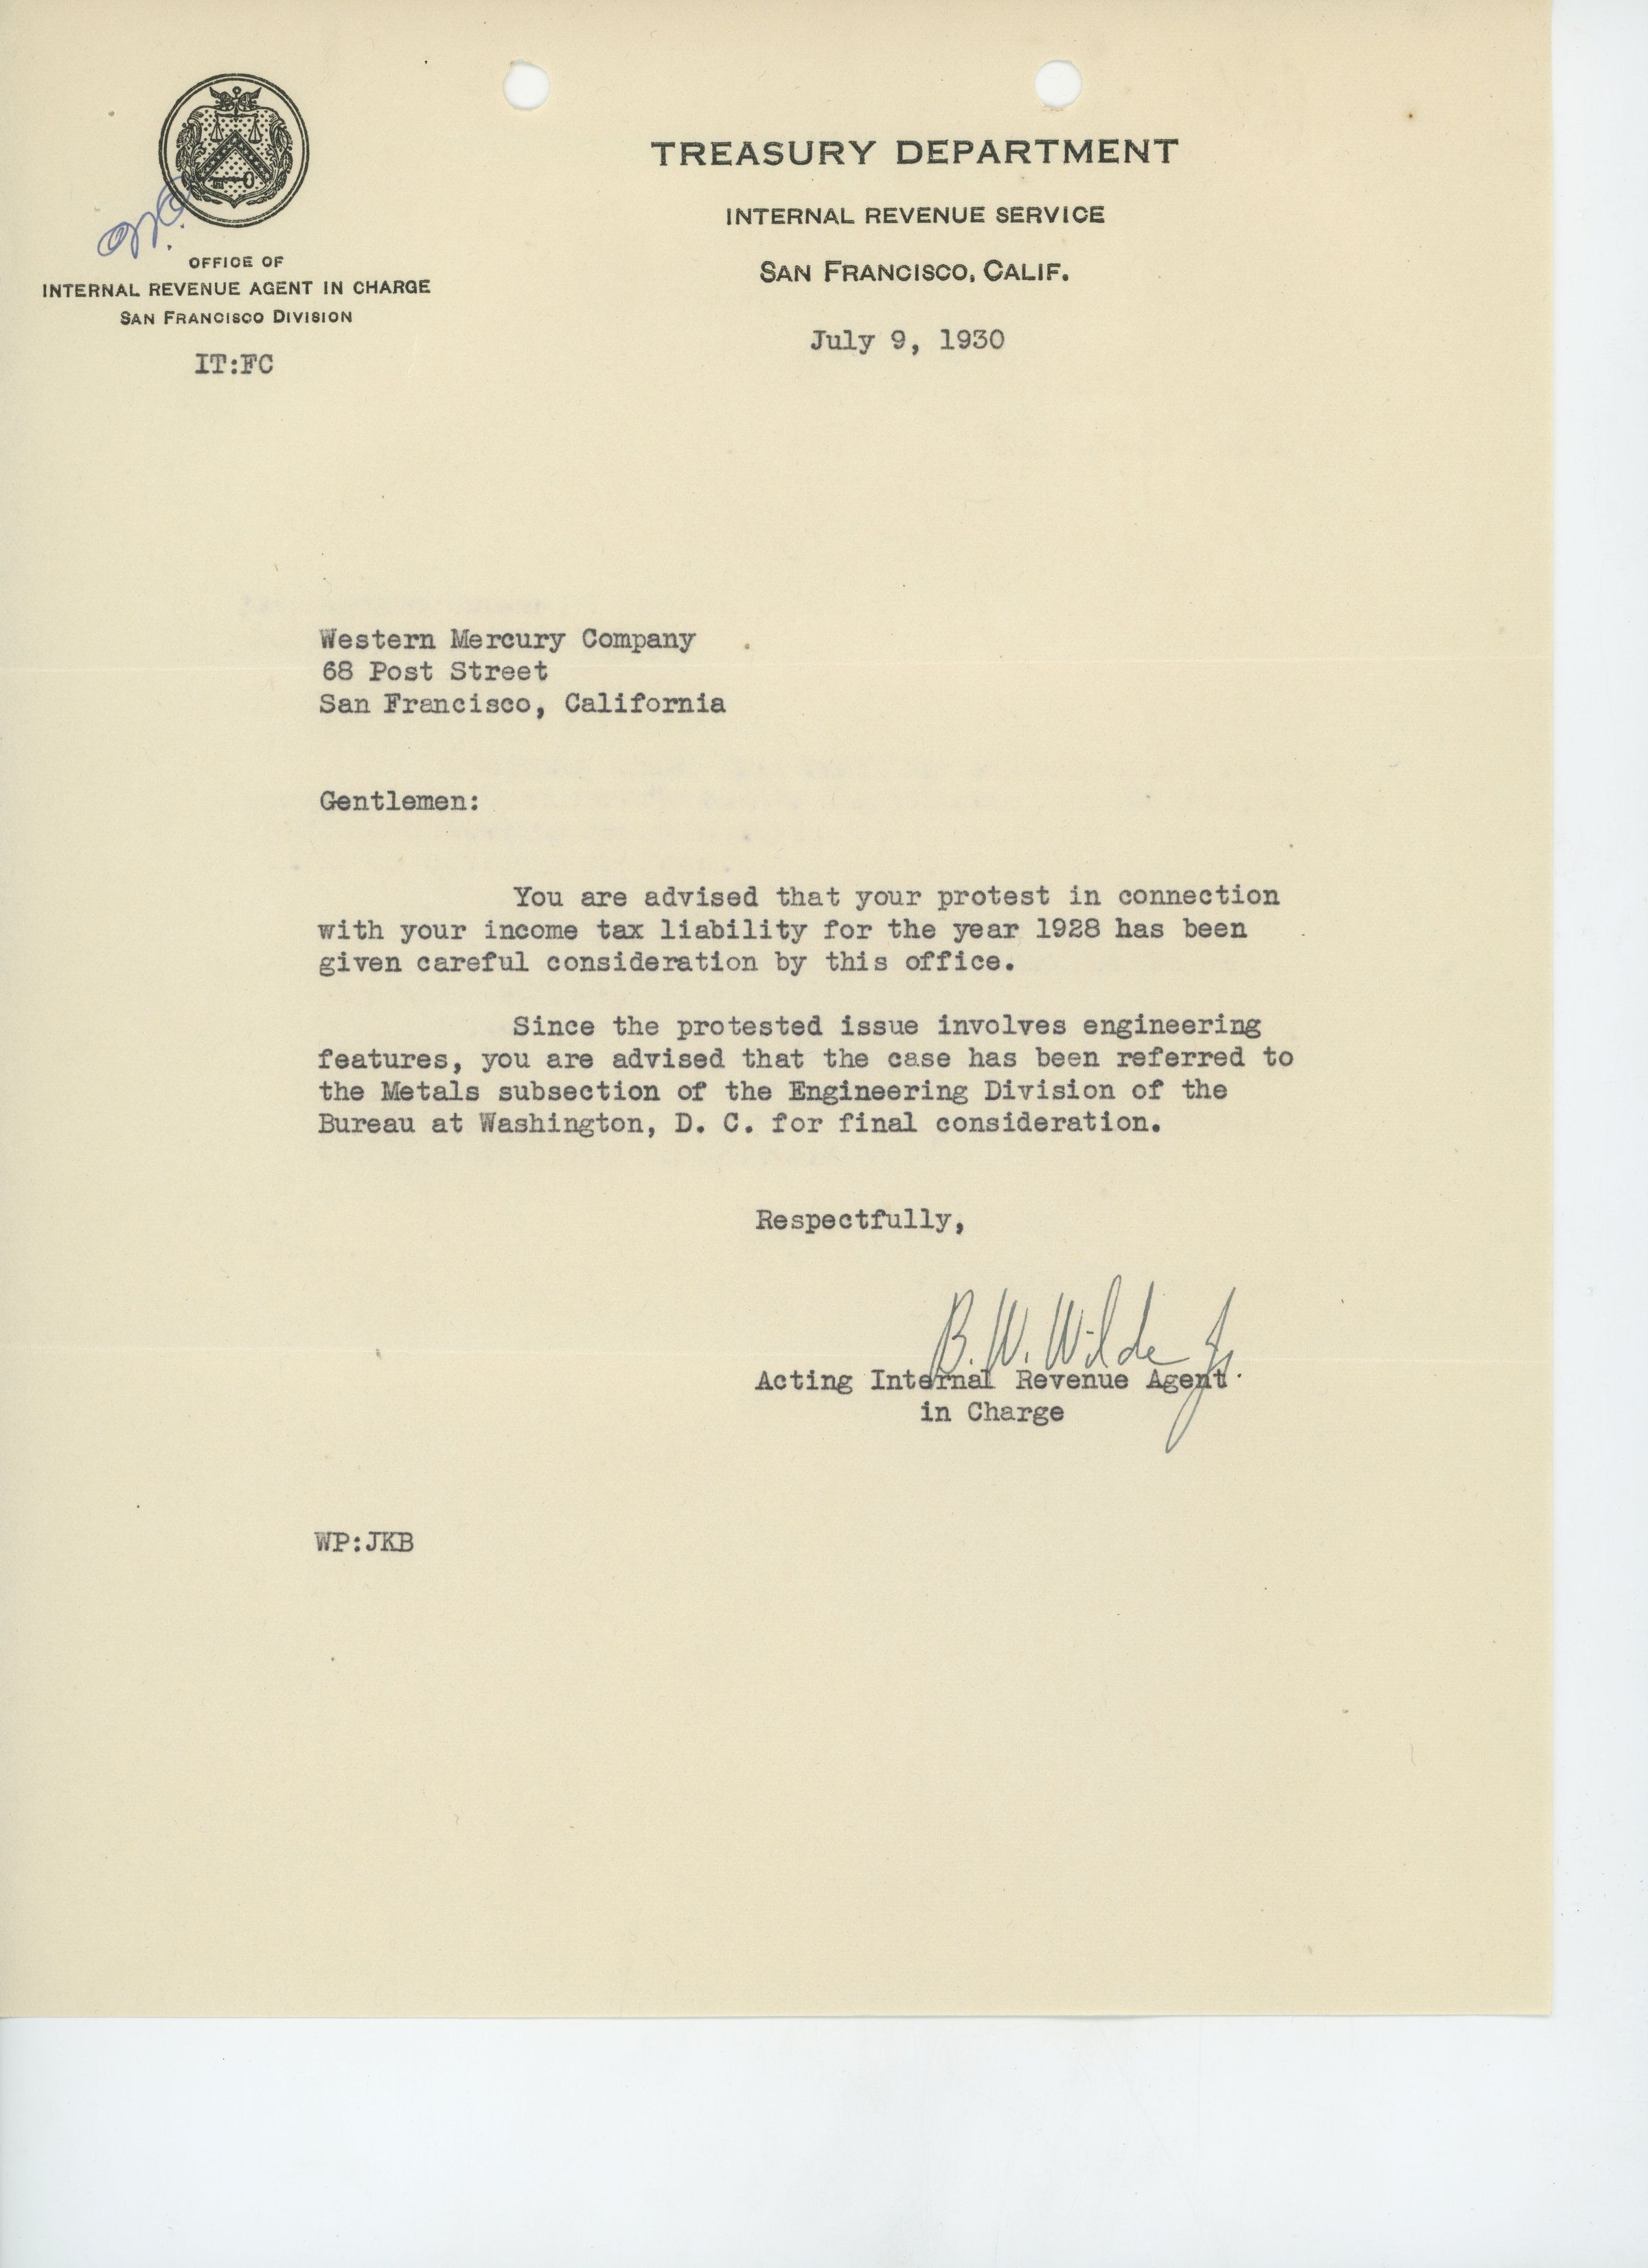 TREASURY DEPARTMENT
INTERNAL REVENUE SERVICE
SAN FRANCISCO, CALIF.
OFFICE OF
INTERNAL REVENUE AGENT IN CHARGE
SAN FRANCISCO DIVISION
IT:FC
July 9, 1930
Western Mercury Company
68 Post Street
San Francisco, California
Gentlemen:
You are advised that your protest in connection
with your income tax liability for the year 1928 has been
given careful consideration by this office.
Since the protested issue involves engineering
features, you are advised that the case has been referred to
the Metals subsection of the Engineering Division of the
Bureau at Washington, D. C. for final consideration.
Respectfully,
B. W. Wilde Jr.
Acting Internal Revenue Agent
in Charge
WP:JKB